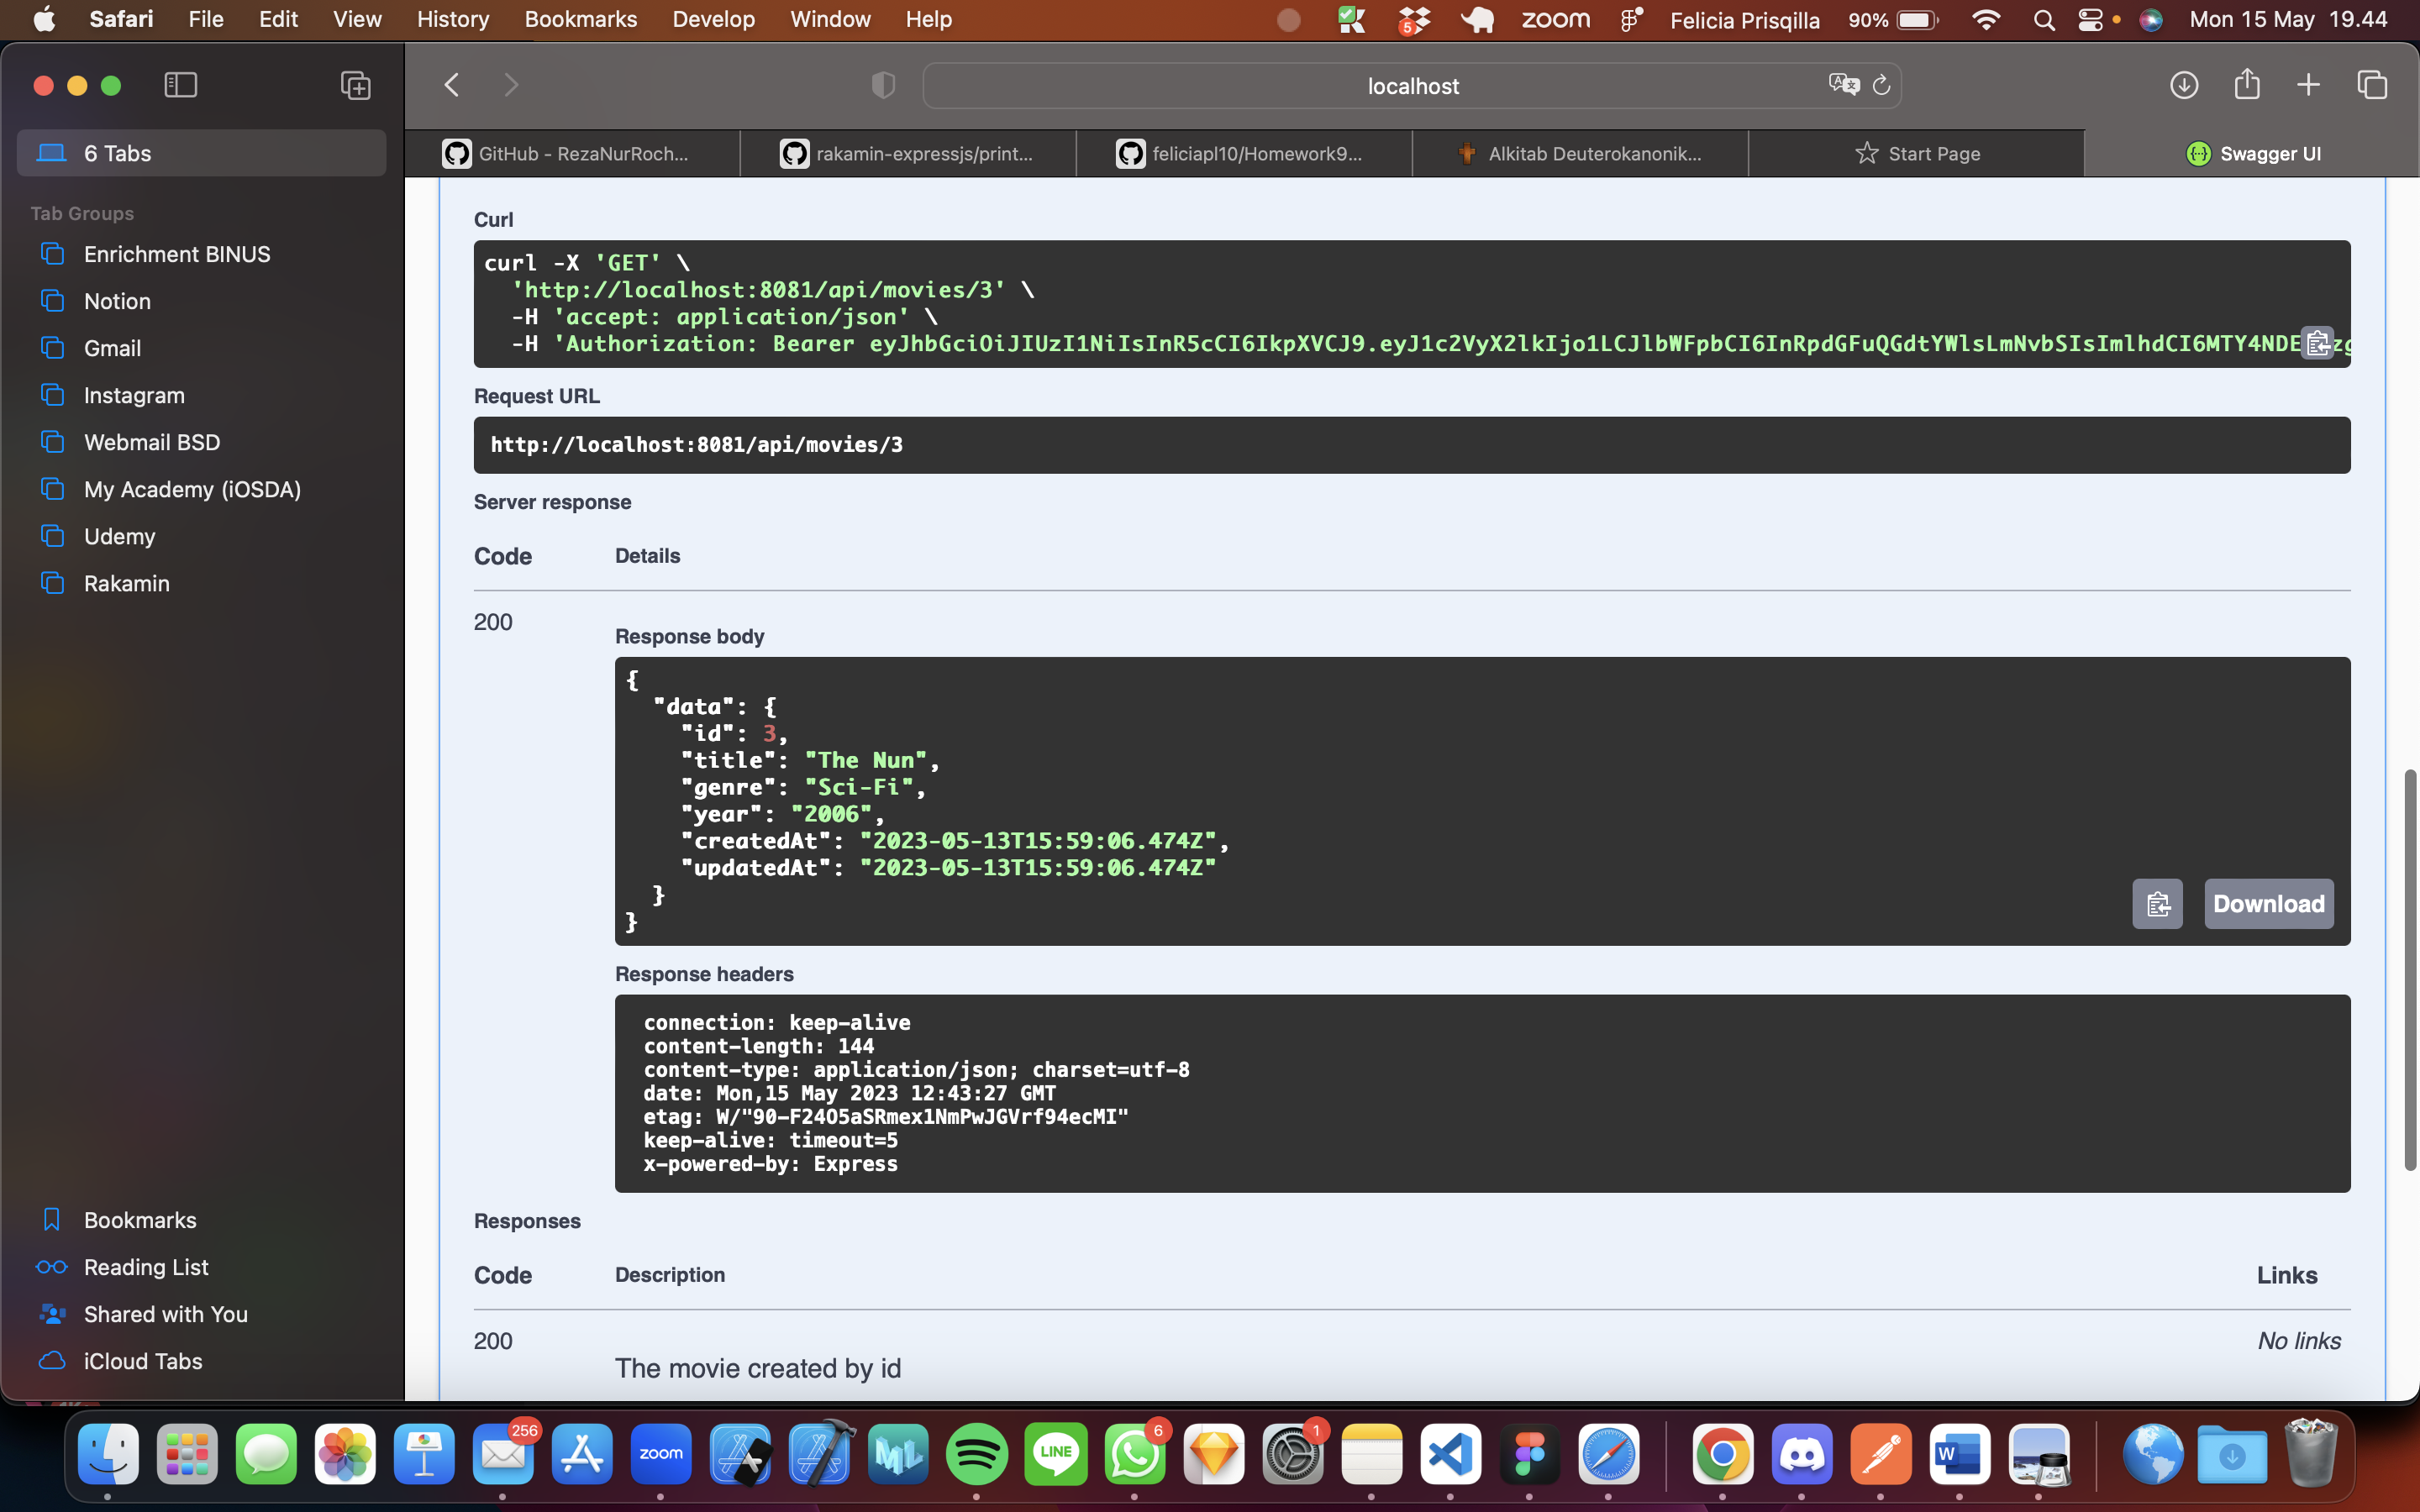 Safari File Edit View History Bookmarks Develop Window Help
5 zoom Felicia Prisqilla 90% Mon 15 May 19.44
localhost
6 Tabs
GitHub - RezaNurRoch...
rakamin-expressjs/print...
feliciapl10/Homework9...
Alkitab Deuterokanonik...
Start Page
Swagger UI
Tab Groups
Enrichment BINUS
Notion
Gmail
Instagram
Webmail BSD
My Academy (iOSDA)
Udemy
Rakamin
Bookmarks
Reading List
Shared with You
iCloud Tabs
Curl
curl -X 'GET' \
'http://localhost:8081/api/movies/3' \
-H 'accept: application/json' \
-H 'Authorization: Bearer eyJhbGciOiJIUzI1NiIsInR5cCI6IkpXVCJ9.eyJ1c2VyX2lkIjo1LCJlbWFpbCI6InRpdGFuQGdtYWlsLmNvbSIsImlhdCI6MTY4NDE
Request URL
http://localhost:8081/api/movies/3
Server response
Code Details
200
Response body
{
"data": {
"id": 3,
"title": "The Nun",
"genre": "Sci-Fi",
"year": "2006",
"createdAt": "2023-05-13T15:59:06.474Z",
"updatedAt": "2023-05-13T15:59:06.474Z"
}
}
Download
Response headers
connection: keep-alive
content-length: 144
content-type: application/json; charset=utf-8
date: Mon,15 May 2023 12:43:27 GMT
etag: W/"90-F24O5aSRmex1NmPwJGVrf94ecMI"
keep-alive: timeout=5
x-powered-by: Express
Responses
Code Description Links
200
The movie created by id
No links
256
zoom
ML
LINE
6
1
W